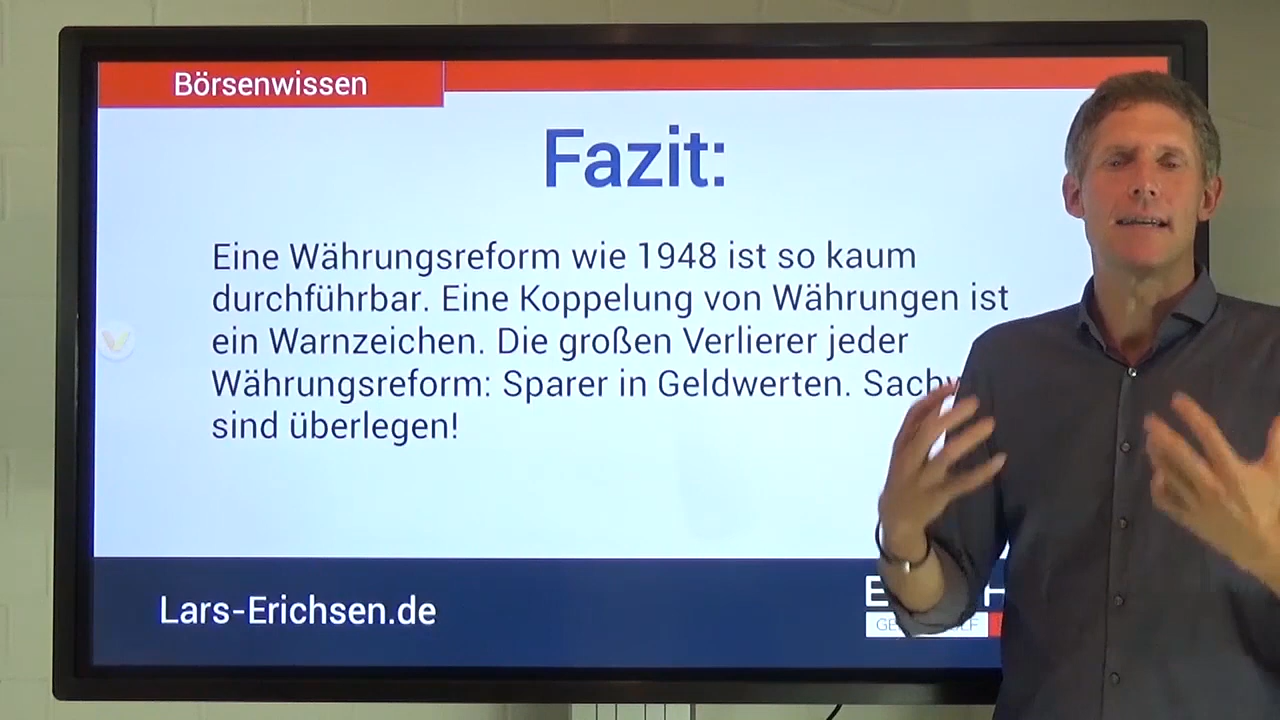 Börsenwissen
Fazit:
Eine Währungsreform wie 1948 ist so kaum
durchführbar. Eine Koppelung von Währungen ist
ein Warnzeichen. Die großen Verlierer jeder
Währungsreform: Sparer in Geldwerten.
sind überlegen!
Lars-Erichsen.de